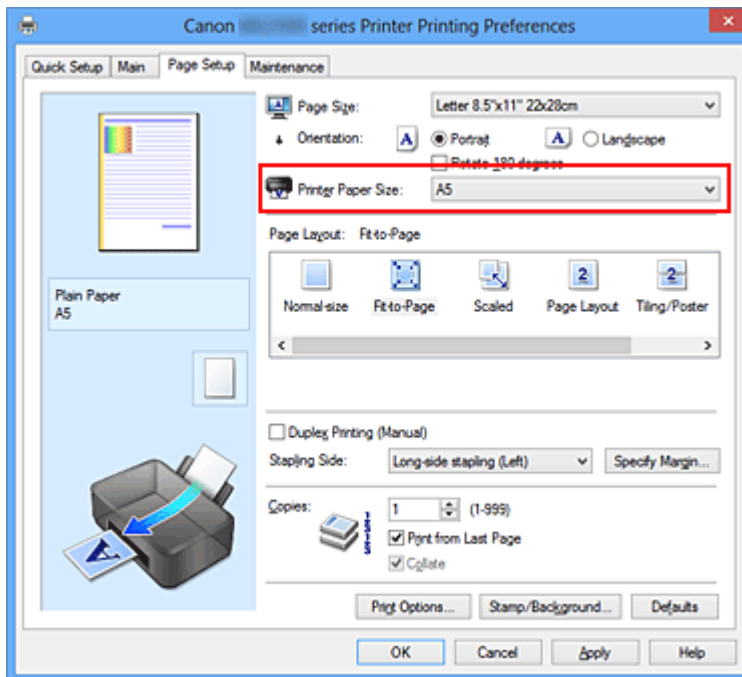 Canon series Printer Printing Preferences
Quick Setup Main Page Setup Maintenance
Page Size: Letter 8.5"x11" 22x28cm
Orientation: A Portrait A Landscape
Rotate 180 degrees
Printer Paper Size: A5
Page Layout: Fit-to-Page
Normal-size Fit-to-Page Scaled Page Layout Tiling/Poster
Plain Paper
A5
Duplex Printing (Manual)
Stapling Side: Long-side stapling (Left) Specify Margin...
Copies: 1 (1-999)
Print from Last Page
Collate
Print Options... Stamp/Background... Defaults
OK Cancel Apply Help